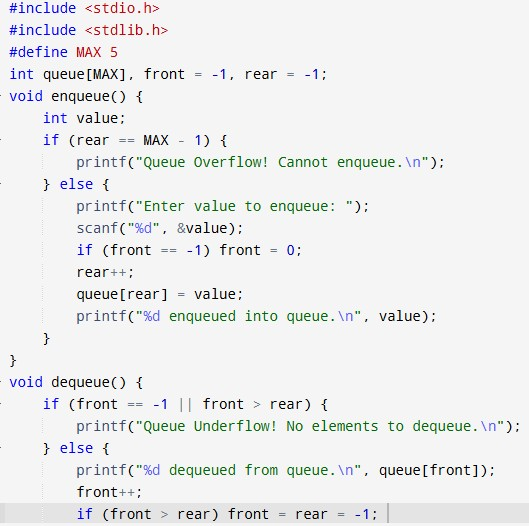 #include <stdio.h>
#include <stdlib.h>
#define MAX 5
int queue[MAX], front = -1, rear = -1;
void enqueue() {
    int value;
    if (rear == MAX - 1) {
        printf("Queue Overflow! Cannot enqueue.\n");
    } else {
        printf("Enter value to enqueue: ");
        scanf("%d", &value);
        if (front == -1) front = 0;
        rear++;
        queue[rear] = value;
        printf("%d enqueued into queue.\n", value);
    }
}
void dequeue() {
    if (front == -1 || front > rear) {
        printf("Queue Underflow! No elements to dequeue.\n");
    } else {
        printf("%d dequeued from queue.\n", queue[front]);
        front++;
        if (front > rear) front = rear = -1;